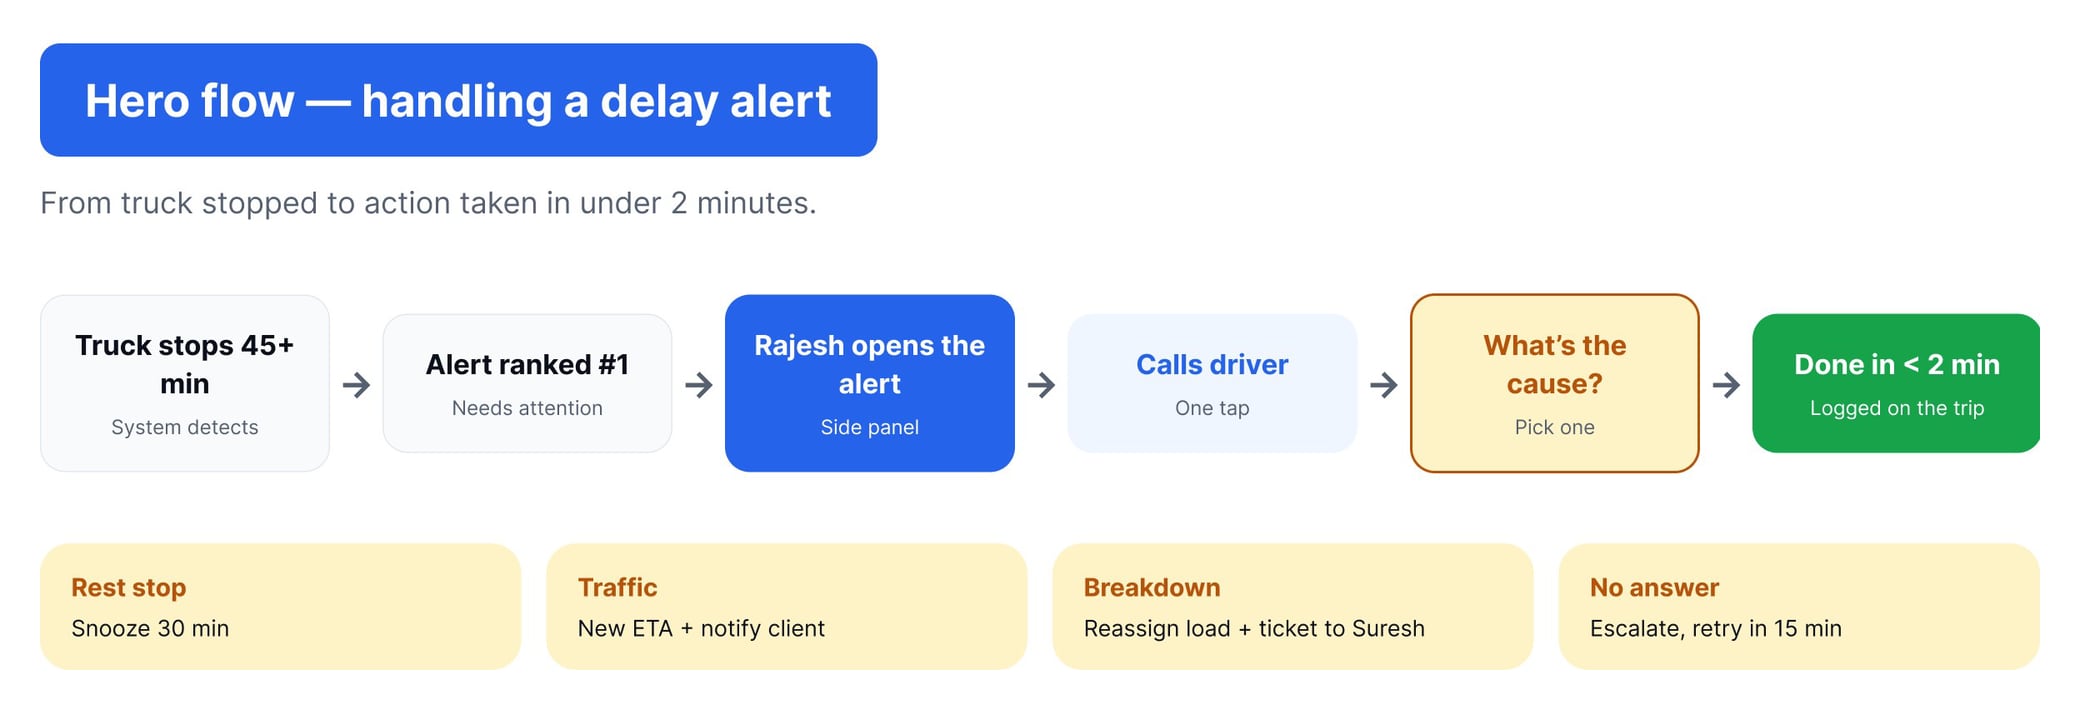 Hero flow — handling a delay alert
From truck stopped to action taken in under 2 minutes.
Truck stops 45+
min
System detects
→
Alert ranked #1
Needs attention
→
Rajesh opens the
alert
Side panel
→
Calls driver
One tap
→
What’s the
cause?
Pick one
→
Done in < 2 min
Logged on the trip
Rest stop
Snooze 30 min
Traffic
New ETA + notify client
Breakdown
Reassign load + ticket to Suresh
No answer
Escalate, retry in 15 min